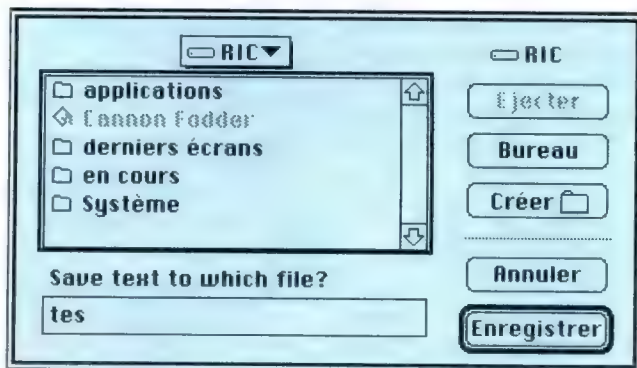 RIC
RIC
applications
Cannon Fodder
derniers écrans
en cours
Système
Ejecter
Bureau
Créer
Save text to which file?
tes
Annuler
Enregistrer